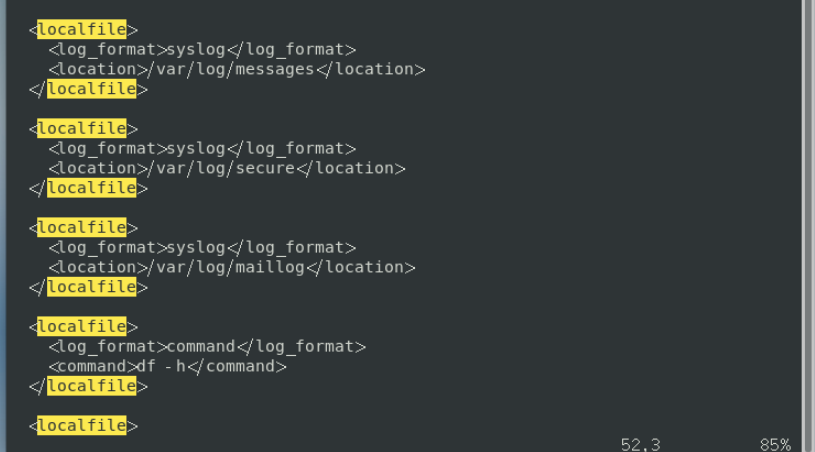 <localfile>
<log_format>syslog</log_format>
<location>/var/log/messages</location>
</localfile>
<localfile>
<log_format>syslog</log_format>
<location>/var/log/secure</location>
</localfile>
<localfile>
<log_format>syslog</log_format>
<location>/var/log/maillog</location>
</localfile>
<localfile>
<log_format>command</log_format>
<command>df -h</command>
</localfile>
<localfile>
52,3 85%